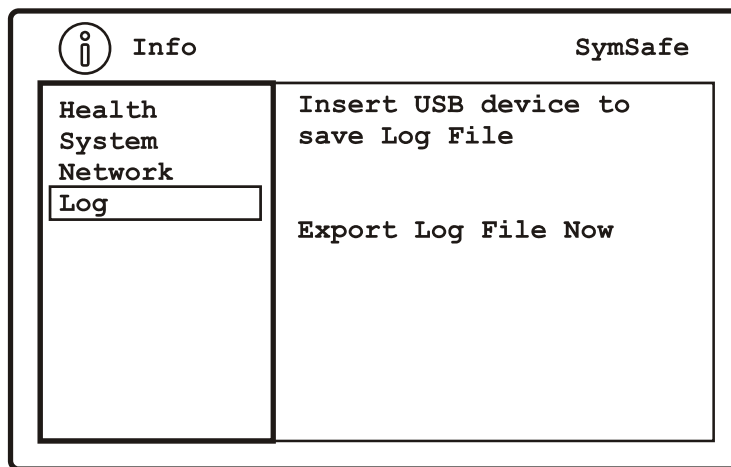 Info SymSafe
Health
System
Network
Log
Insert USB device to
save Log File
Export Log File Now